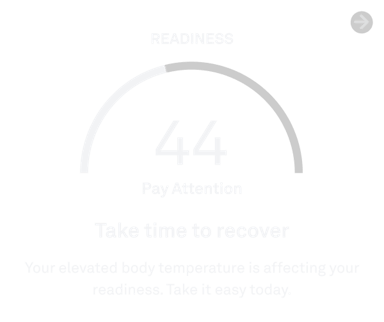 READINESS
44
Pay Attention
Take time to recover
Your elevated body temperature is affecting your
readiness. Take it easy today